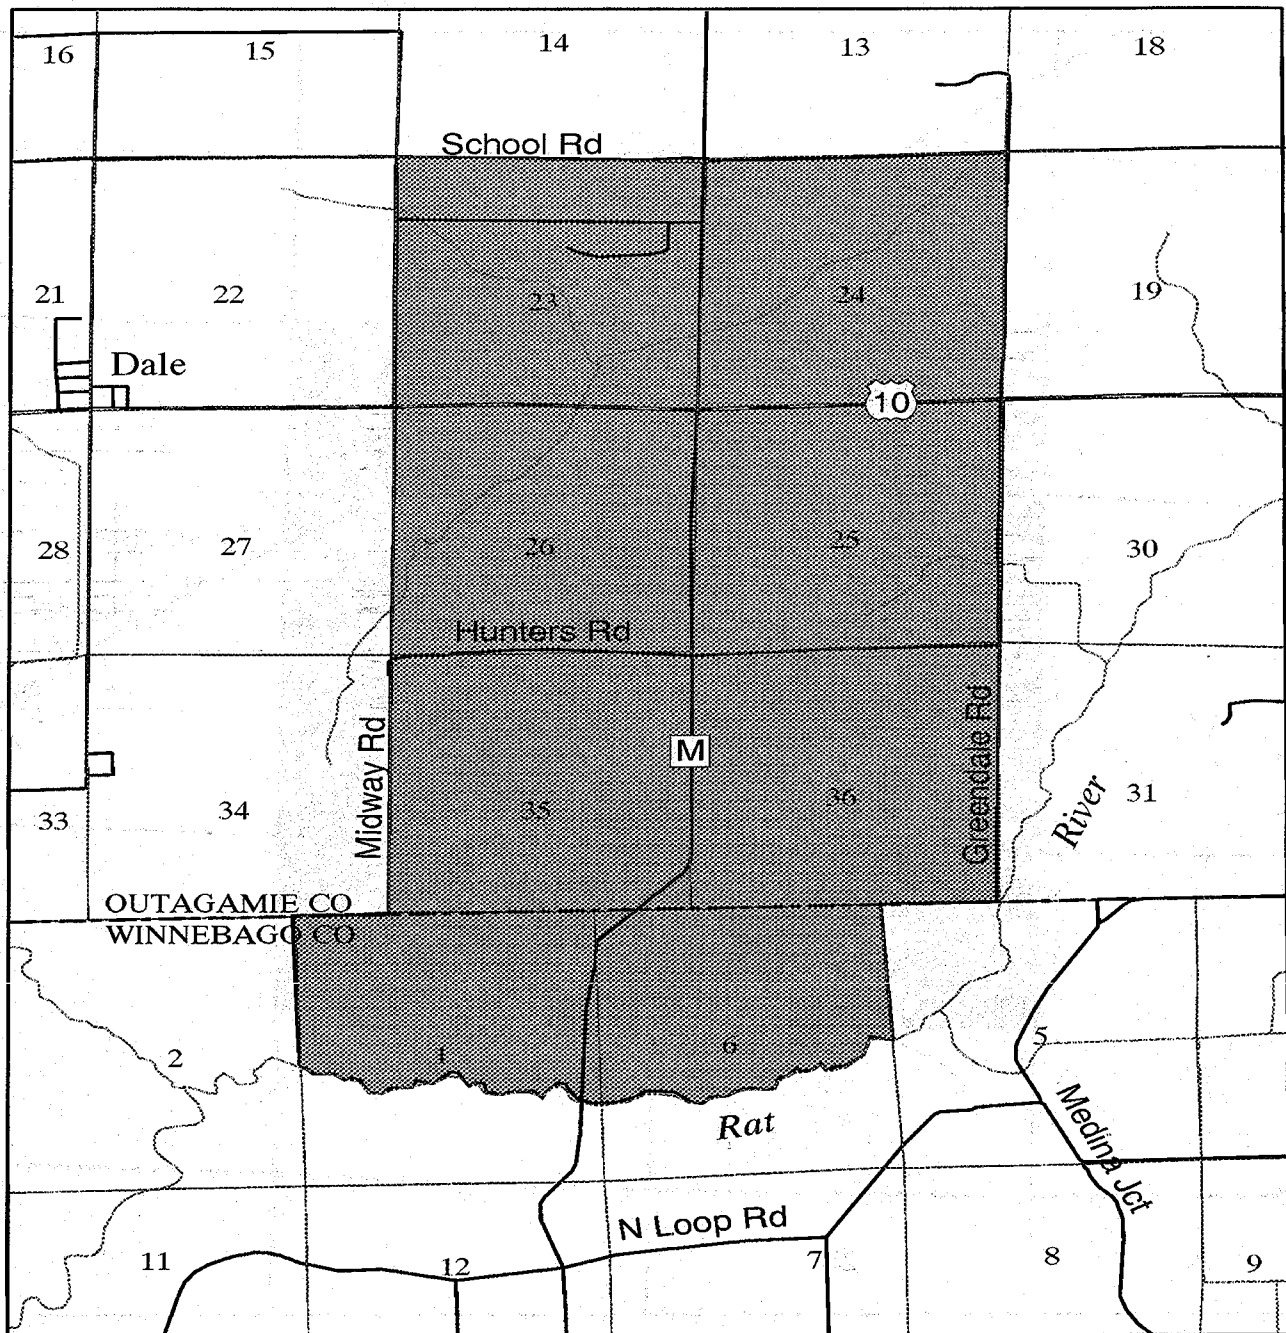 16
15
14
13
18
School Rd
21
22
23
24
19
Dale
10
28
27
26
25
30
Hunters Rd
Midway Rd
M
Greendale Rd
River
33
34
35
36
31
OUTAGAMIE CO
WINNEBAGO CO
2
1
6
5
Rat
Medina Jct
N Loop Rd
11
12
7
8
9